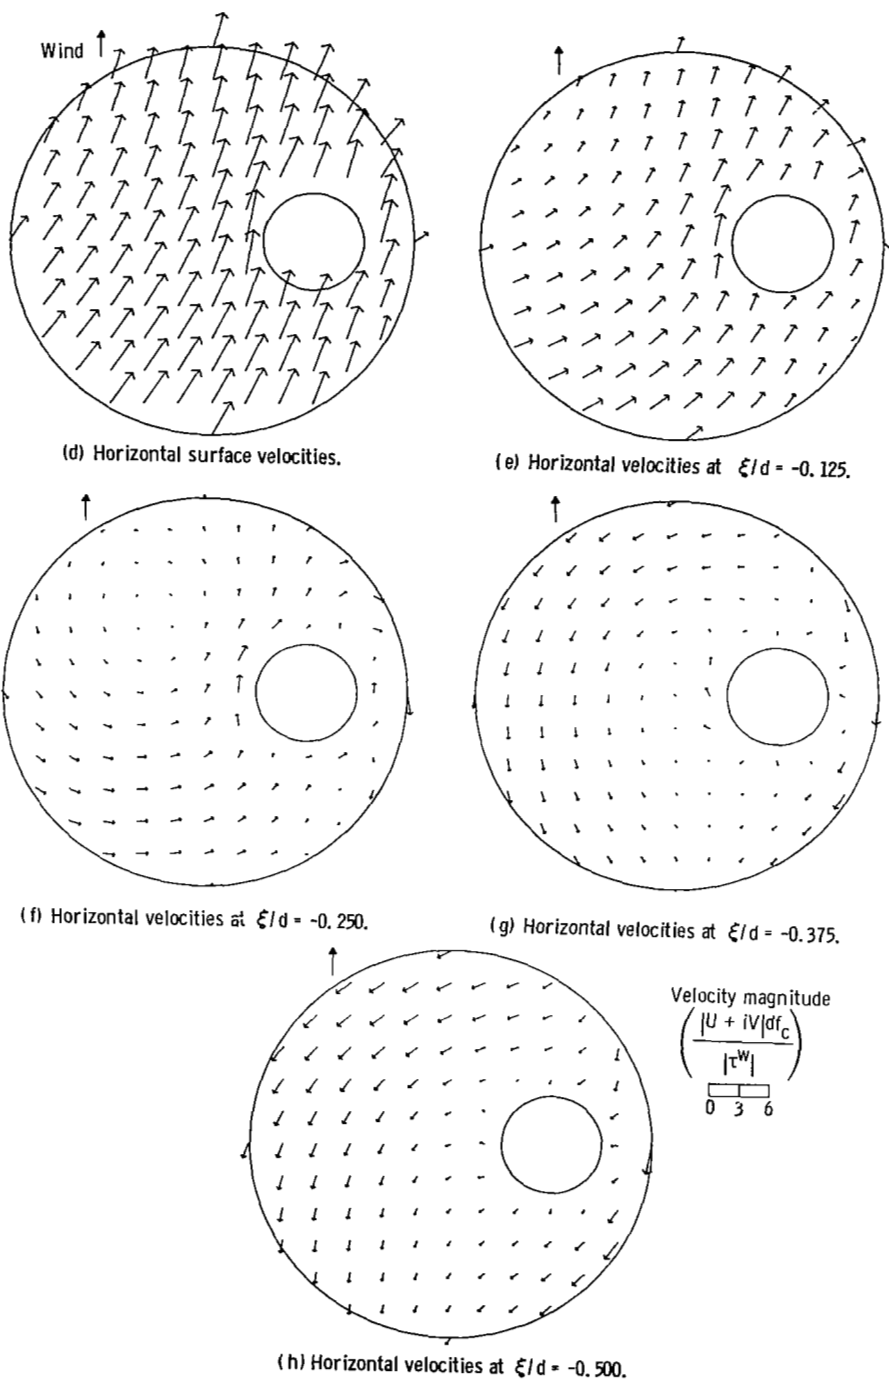 Wind
(d) Horizontal surface velocities.
(e) Horizontal velocities at ξ/d = -0.125.
(f) Horizontal velocities at ξ/d = -0.250.
(g) Horizontal velocities at ξ/d = -0.375.
Velocity magnitude
(|U + iV|df_c / |τ^W|)
0 3 6
(h) Horizontal velocities at ξ/d = -0.500.